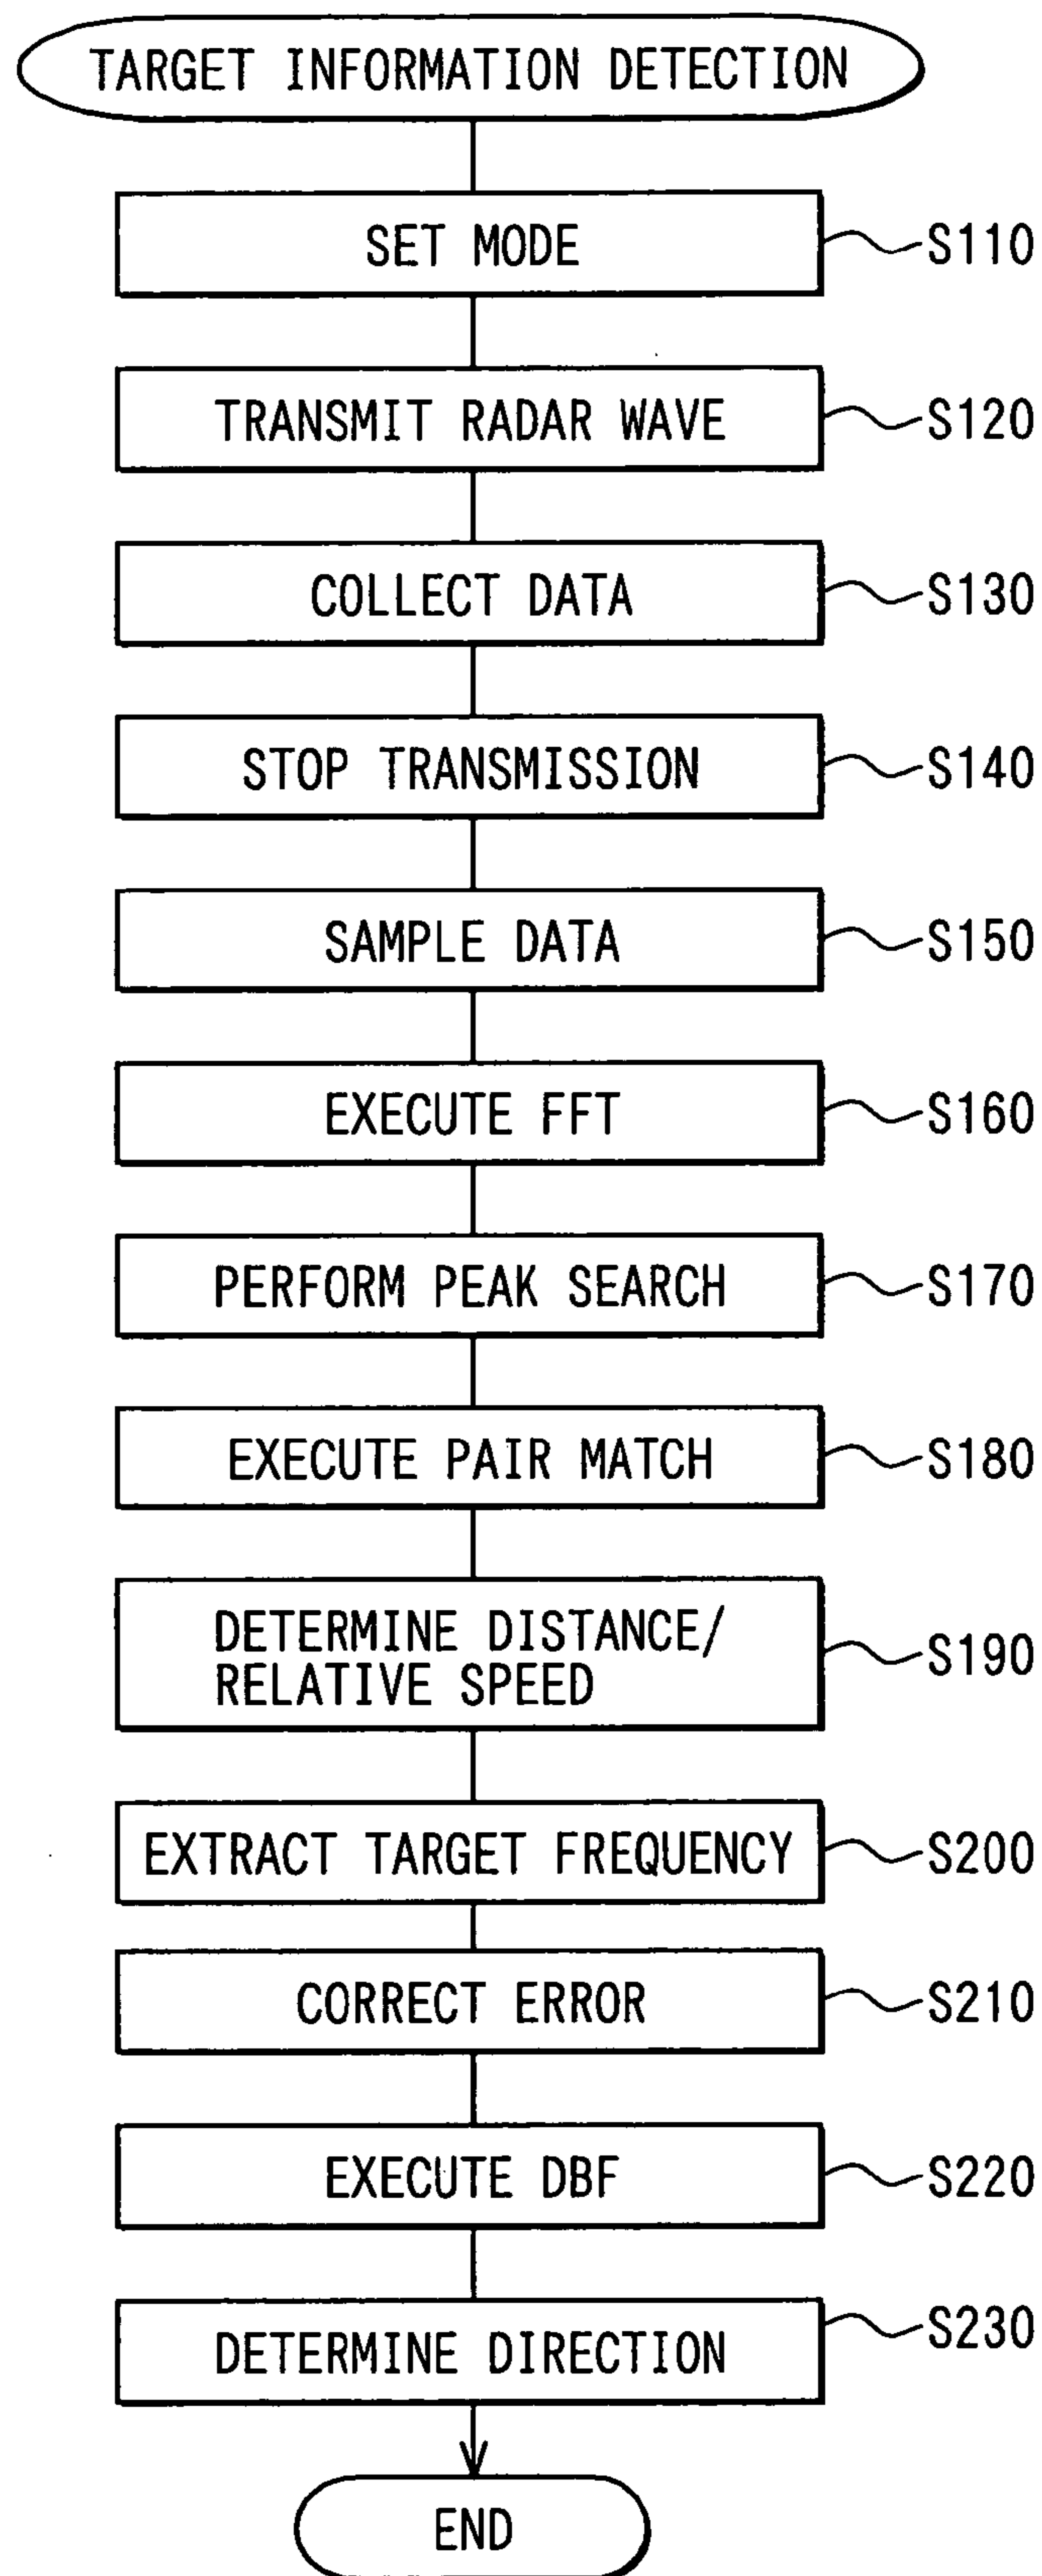 TARGET INFORMATION DETECTION
SET MODE
S110
TRANSMIT RADAR WAVE
S120
COLLECT DATA
S130
STOP TRANSMISSION
S140
SAMPLE DATA
S150
EXECUTE FFT
S160
PERFORM PEAK SEARCH
S170
EXECUTE PAIR MATCH
S180
DETERMINE DISTANCE/
RELATIVE SPEED
S190
EXTRACT TARGET FREQUENCY
S200
CORRECT ERROR
S210
EXECUTE DBF
S220
DETERMINE DIRECTION
S230
END